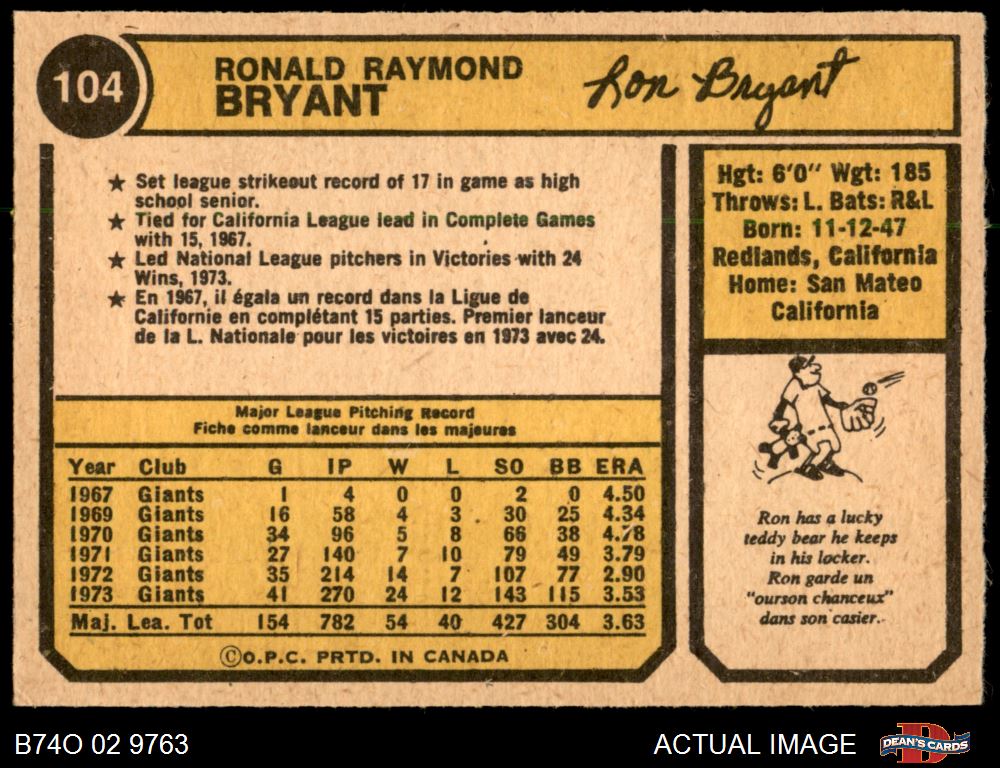 104
RONALD RAYMOND
BRYANT
Ron Bryant
★ Set league strikeout record of 17 in game as high
school senior.
★ Tied for California League lead in Complete Games
with 15, 1967.
★ Led National League pitchers in Victories with 24
Wins, 1973.
★ En 1967, il égala un record dans la Ligue de
Californie en complétant 15 parties. Premier lanceur
de la L. Nationale pour les victoires en 1973 avec 24.
Major League Pitching Record
Fiche comme lanceur dans les majeures
Year Club G IP W L SO BB ERA
1967 Giants 1 4 0 0 2 0 4.50
1969 Giants 16 58 4 3 30 25 4.34
1970 Giants 34 96 5 8 66 38 4.78
1971 Giants 27 140 7 10 79 49 3.79
1972 Giants 35 214 14 7 107 77 2.90
1973 Giants 41 270 24 12 143 115 3.53
Maj. Lea. Tot 154 782 54 40 427 304 3.63
©O.P.C. PRTD. IN CANADA
Hgt: 6'0" Wgt: 185
Throws: L. Bats: R&L
Born: 11-12-47
Redlands, California
Home: San Mateo
California
Ron has a lucky
teddy bear he keeps
in his locker.
Ron garde un
"ourson chanceux"
dans son casier.
B74O 02 9763
ACTUAL IMAGE
DEAN'S CARDS